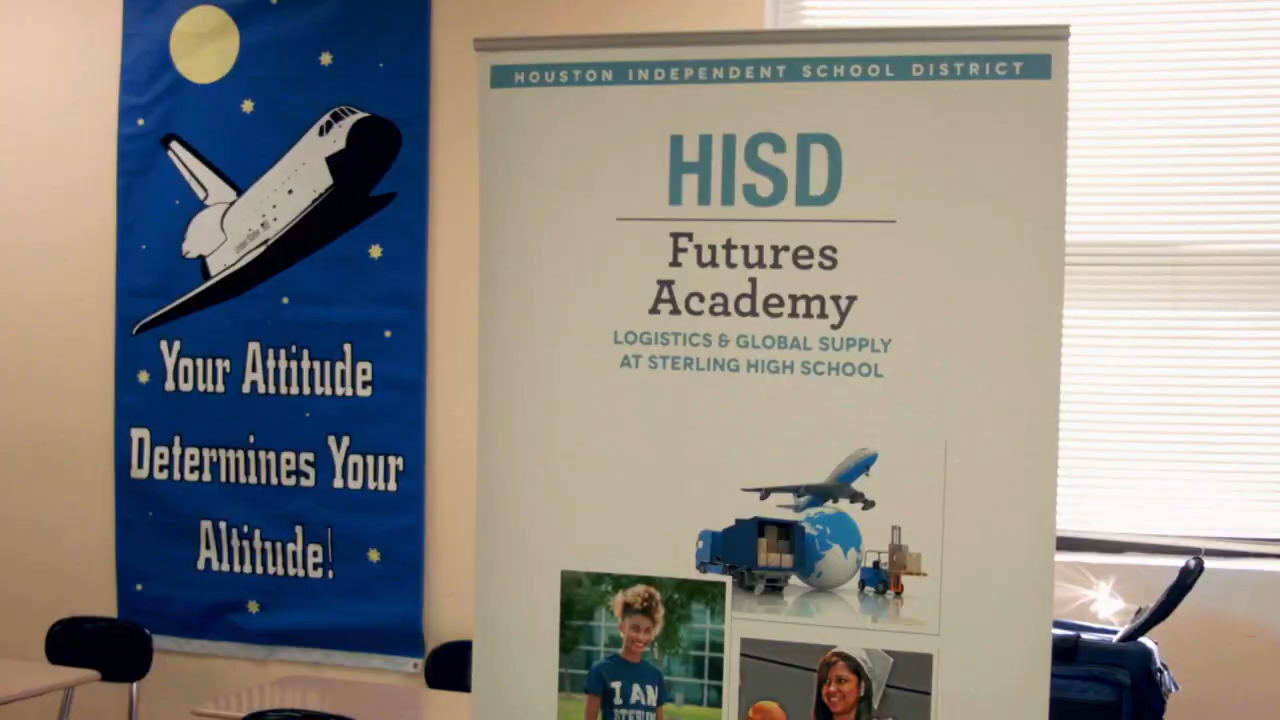 Your Attitude
Determines Your
Altitude!
HOUSTON INDEPENDENT SCHOOL DISTRICT
HISD
Futures
Academy
LOGISTICS & GLOBAL SUPPLY
AT STERLING HIGH SCHOOL
I AM
STERLING